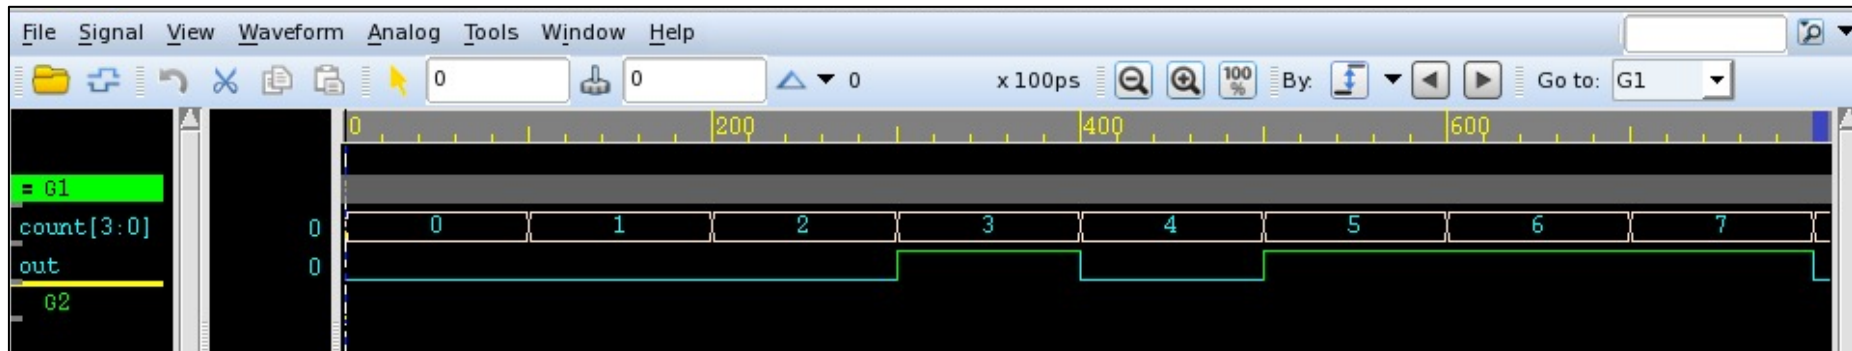 File Signal View Waveform Analog Tools Window Help
0 0 0 x 100ps 100 % By: Go to: G1
0 200 400 600
= G1
count[3:0] 0 0 1 2 3 4 5 6 7
out 0
G2